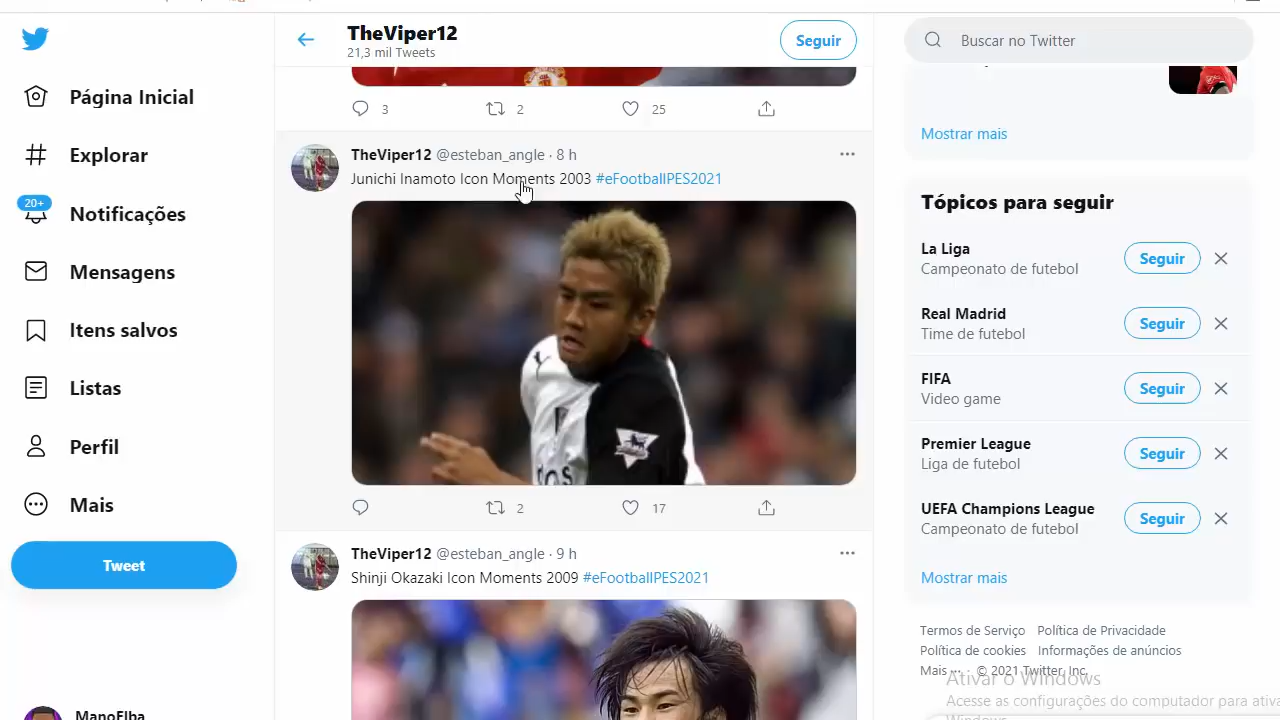 Página Inicial
Explorar
20+
Notificações
Mensagens
Itens salvos
Listas
Perfil
Mais
Tweet
ManoElba
TheViper12
21,3 mil Tweets
Seguir
3 2 25
TheViper12 @esteban_angle · 8 h
Junichi Inamoto Icon Moments 2003 #eFootballPES2021
2 17
TheViper12 @esteban_angle · 9 h
Shinji Okazaki Icon Moments 2009 #eFootballPES2021
Buscar no Twitter
Mostrar mais
Tópicos para seguir
La Liga
Campeonato de futebol
Seguir
Real Madrid
Time de futebol
Seguir
FIFA
Video game
Seguir
Premier League
Liga de futebol
Seguir
UEFA Champions League
Campeonato de futebol
Seguir
Mostrar mais
Termos de Serviço Política de Privacidade
Política de cookies Informações de anúncios
Mais ··· © 2021 Twitter, Inc.
Ativar o Windows
Acesse as configurações do computador para ativa
Windows